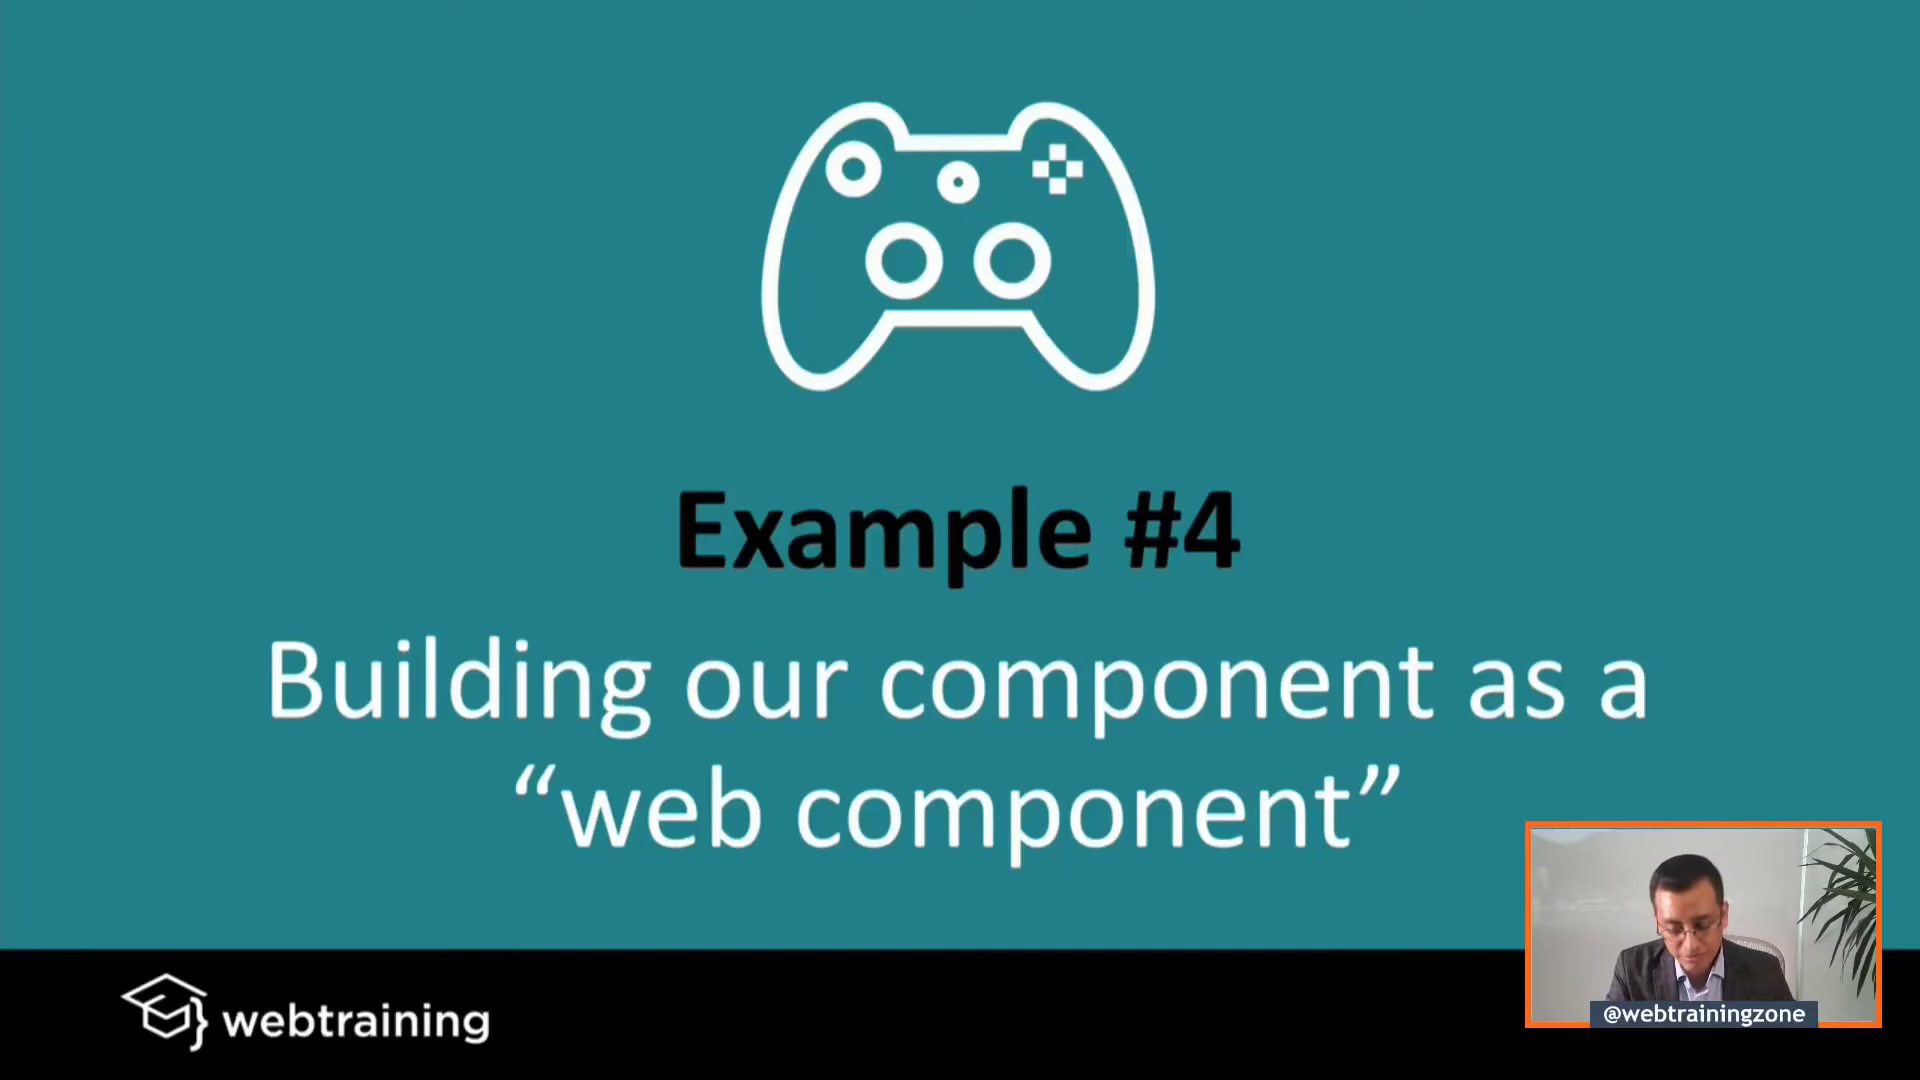 Example #4
Building our component as a
“web component”
webtraining
@webtrainingzone